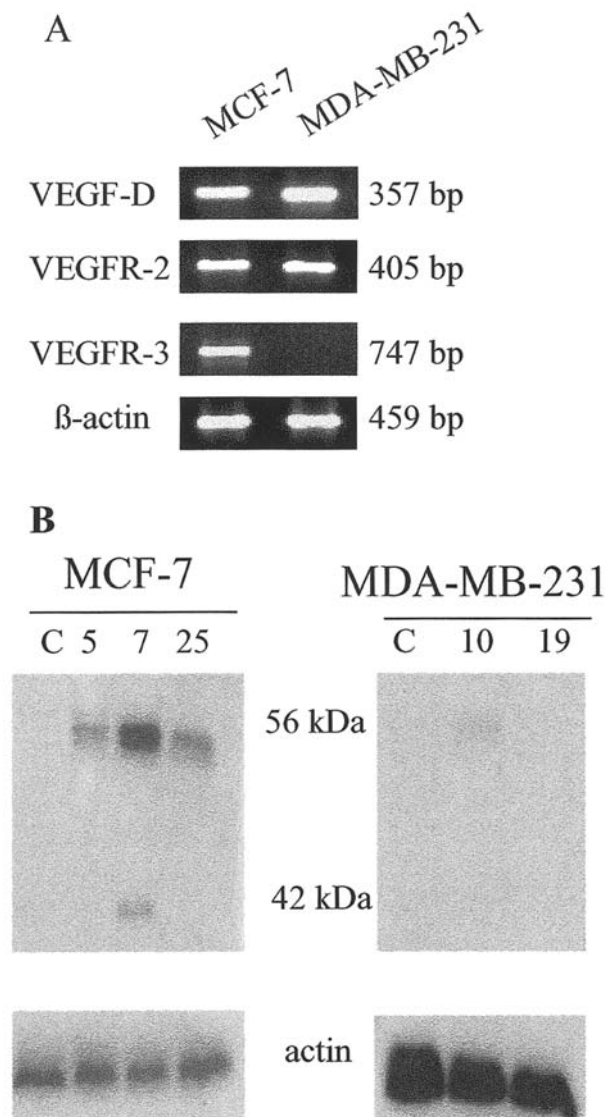 A
MCF-7
MDA-MB-231
VEGF-D 357 bp
VEGFR-2 405 bp
VEGFR-3 747 bp
ß-actin 459 bp
B
MCF-7 MDA-MB-231
C 5 7 25 C 10 19
56 kDa
42 kDa
actin